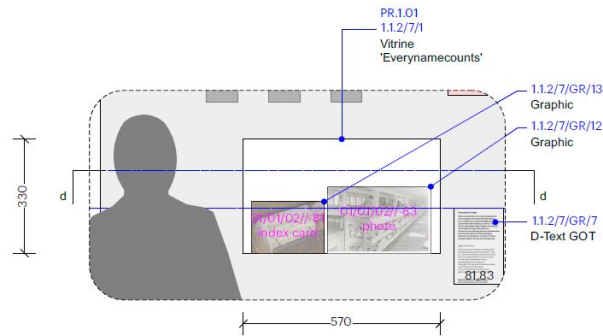 PR.1.01
1.1.2/7/1
Vitrine
'Everynamecounts'
1.1.2/7/GR/13
Graphic
1.1.2/7/GR/12
Graphic
330
d
d
01/01/02// 81
index card
01/01/02// 83
photo
1.1.2/7/GR/7
D-Text GOT
81,83
570